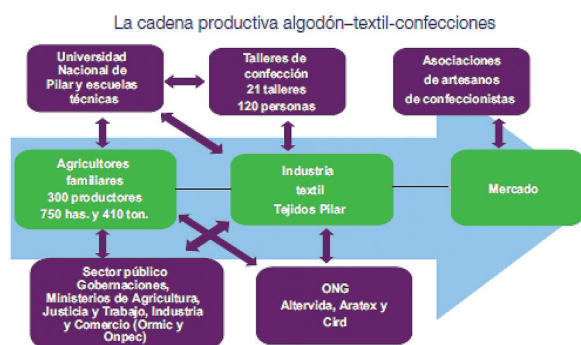 La cadena productiva algodón–textil-confecciones
Universidad
Nacional de
Pilar y escuelas
técnicas
Talleres de
confección
21 talleres
120 personas
Asociaciones
de artesanos
de confeccionistas
Agricultores
familiares
300 productores
750 has. y 410 ton.
Industria
textil
Tejidos Pilar
Mercado
Sector público
Gobernaciones,
Ministerios de Agricultura,
Justicia y Trabajo, Industria
y Comercio (Ormic y
Onpec)
ONG
Altervida, Aratex y
Cird